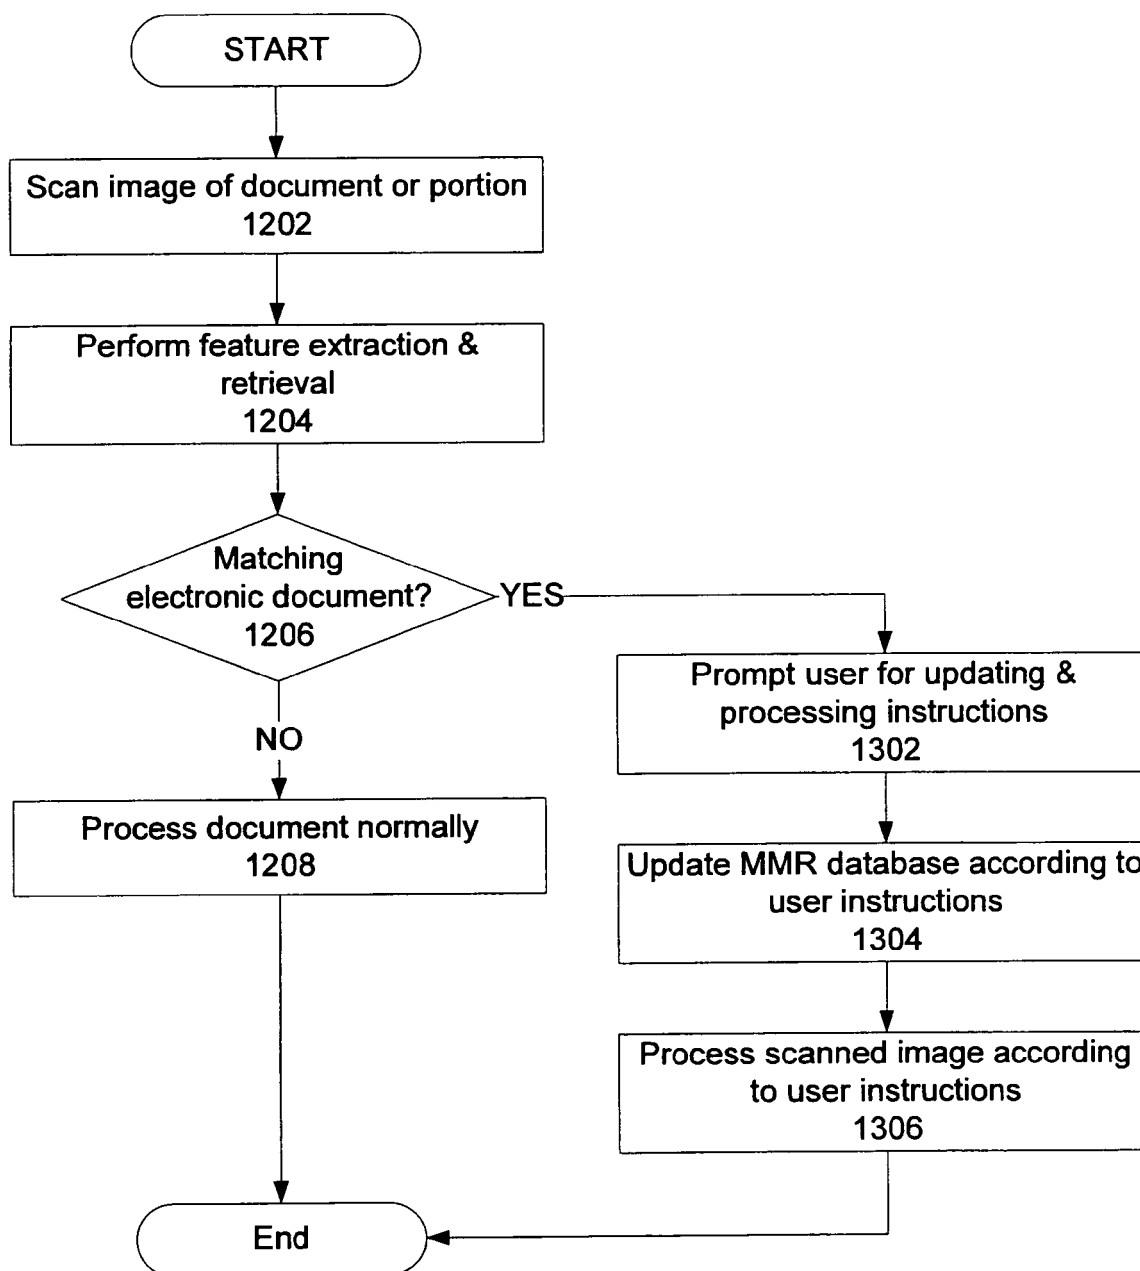 START
Scan image of document or portion
1202
Perform feature extraction &
retrieval
1204
Matching
electronic document?
1206
YES
NO
Process document normally
1208
Prompt user for updating &
processing instructions
1302
Update MMR database according to
user instructions
1304
Process scanned image according
to user instructions
1306
End